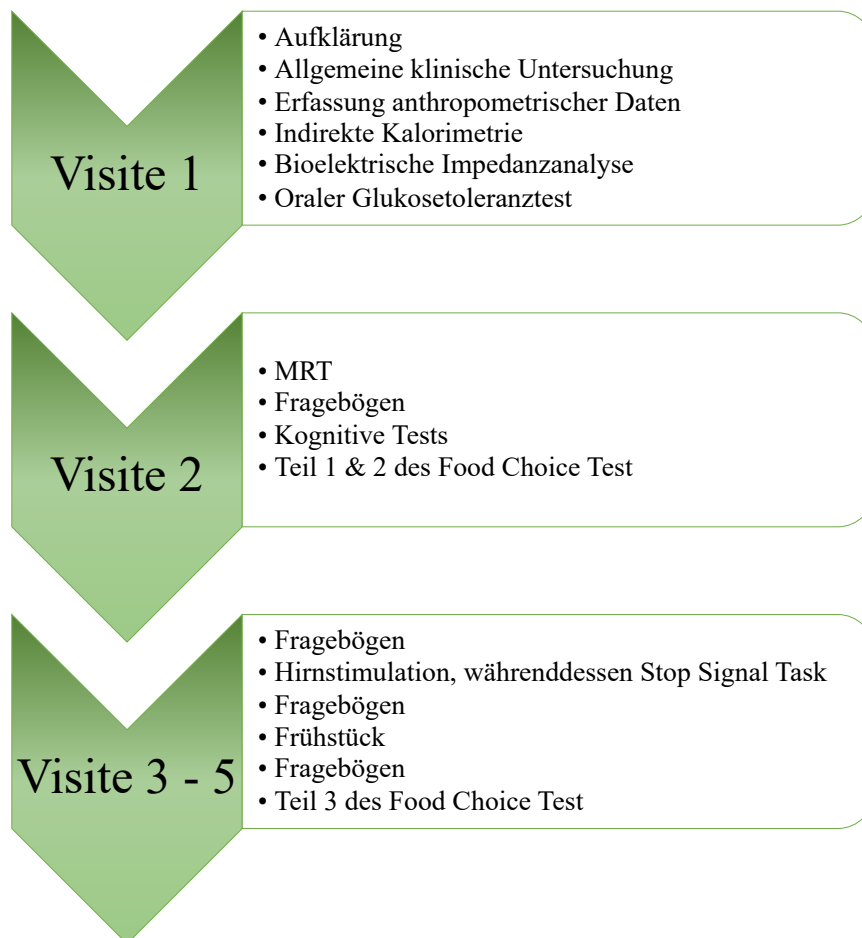 Visite 1
• Aufklärung
• Allgemeine klinische Untersuchung
• Erfassung anthropometrischer Daten
• Indirekte Kalorimetrie
• Bioelektrische Impedanzanalyse
• Oraler Glukosetoleranztest
Visite 2
• MRT
• Fragebögen
• Kognitive Tests
• Teil 1 & 2 des Food Choice Test
Visite 3 - 5
• Fragebögen
• Hirnstimulation, währenddessen Stop Signal Task
• Fragebögen
• Frühstück
• Fragebögen
• Teil 3 des Food Choice Test